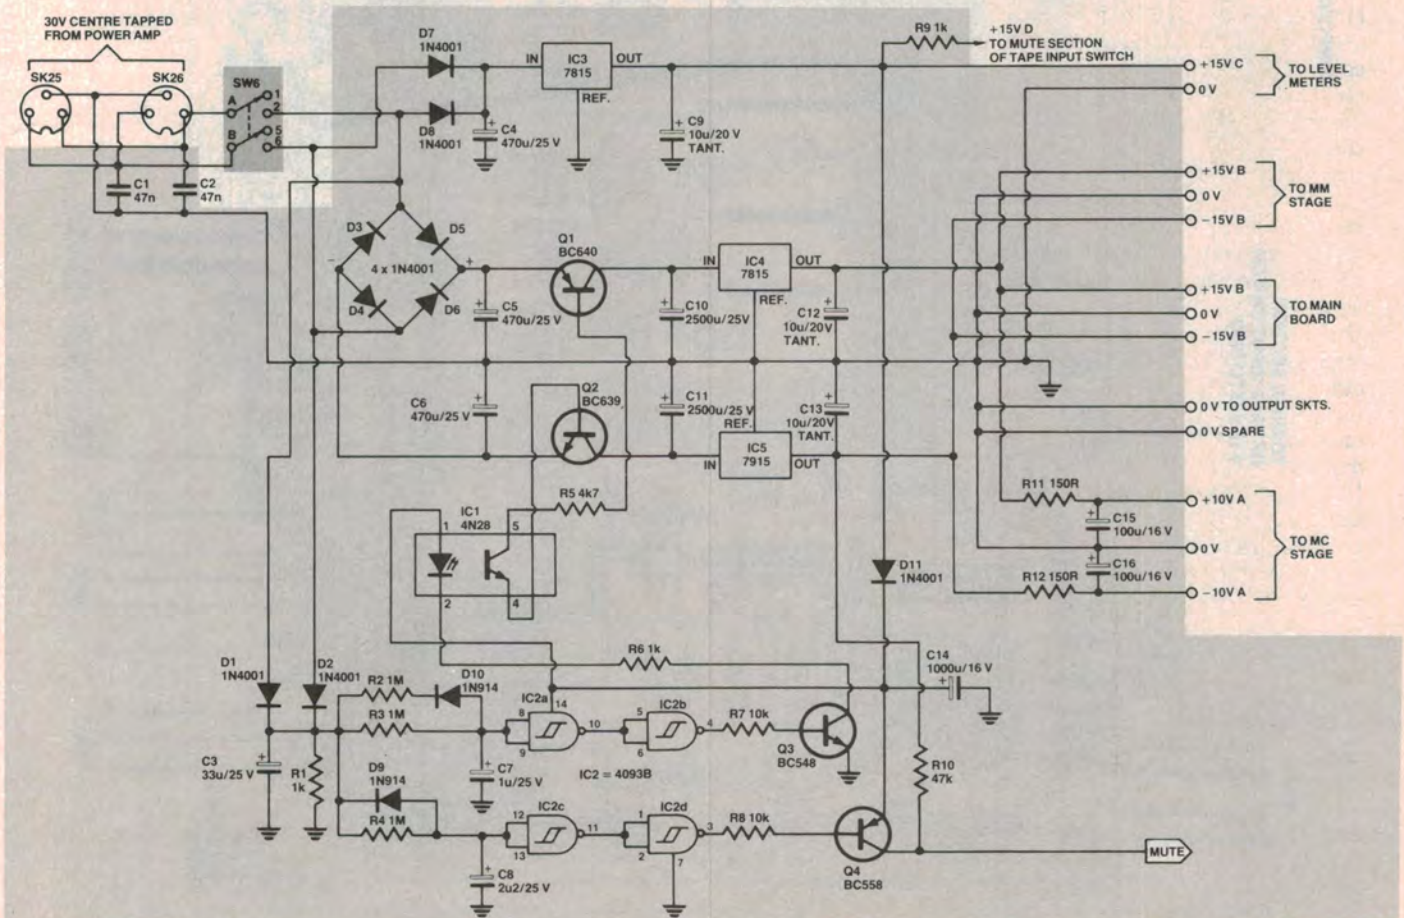 30V CENTRE TAPPED
FROM POWER AMP
SK25
SK26
SW6
A
1
2
B
5
6
C1
47n
C2
47n
D7
1N4001
D8
1N4001
C4
470u/25 V
IN
IC3
7815
OUT
REF.
C9
10u/20 V
TANT.
R9 1k
+15V D
TO MUTE SECTION
OF TAPE INPUT SWITCH
+15V C
0 V
TO LEVEL
METERS
+15V B
0 V
−15V B
TO MM
STAGE
+15V B
0 V
−15V B
TO MAIN
BOARD
0 V TO OUTPUT SKTS.
0 V SPARE
+10V A
0 V
−10V A
TO MC
STAGE
D3
D5
4 x 1N4001
−
+
D4
D6
C5
470u/25 V
Q1
BC640
C10
2500u/25V
IN
IC4
7815
OUT
REF.
C12
10u/20 V
TANT.
C6
470u/25 V
Q2
BC639
C11
2500u/25 V
REF.
IN
IC5
7915
OUT
C13
10u/20V
TANT.
R11 150R
C15
100u/16 V
C16
100u/16 V
R12 150R
IC1
4N28
1
5
2
4
R5 4k7
D11
1N4001
R6 1k
C14
1000u/16 V
D1
1N4001
D2
1N4001
R2 1M
D10
1N914
R3 1M
IC2a
14
8
9
10
IC2b
5
6
4
R7 10k
Q3
BC548
C3
33u/25 V
R1
1k
C7
1u/25 V
IC2 = 4093B
R10
47k
D9
1N914
R4 1M
IC2c
12
13
11
IC2d
1
2
3
7
R8 10k
C8
2u2/25 V
Q4
BC558
MUTE